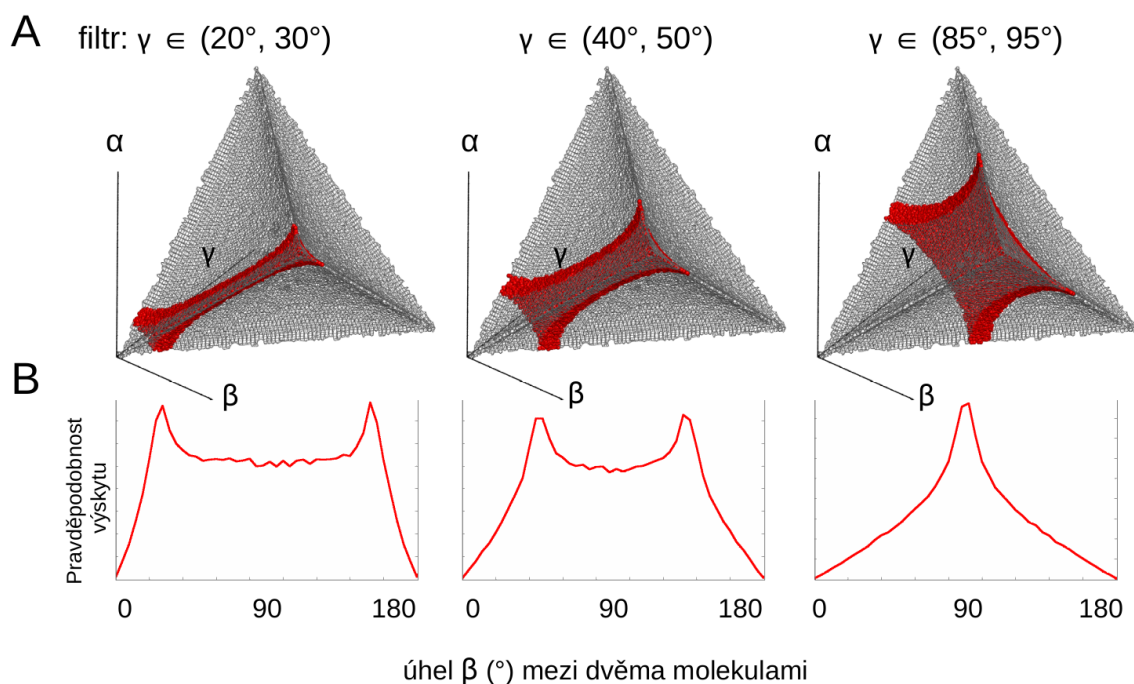 A
filtr: γ ∈ (20°, 30°)
γ ∈ (40°, 50°)
γ ∈ (85°, 95°)
α
α
α
γ
γ
γ
β
β
B
Pravděpodobnost
výskytu
0 90 180
0 90 180
0 90 180
úhel β (°) mezi dvěma molekulami